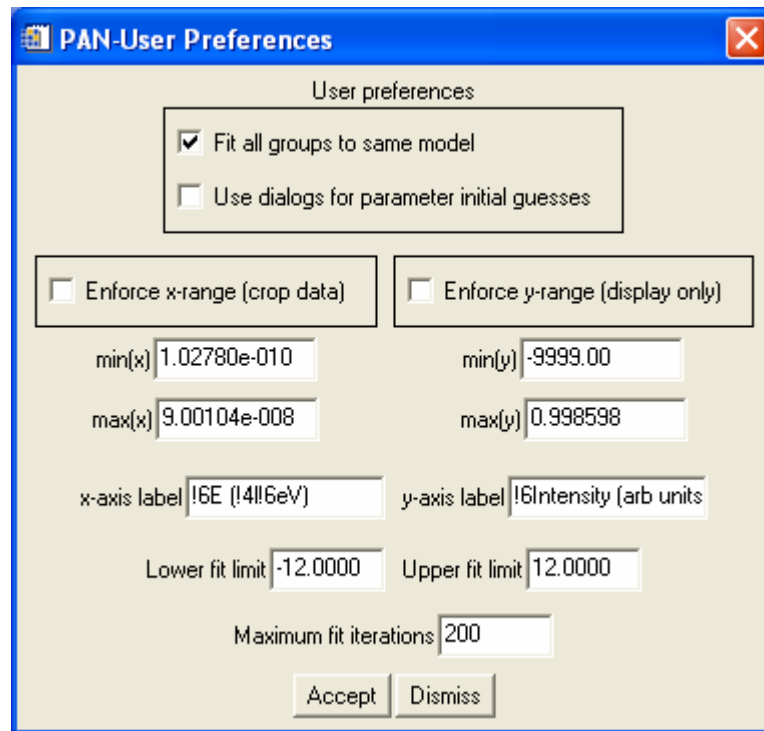 PAN-User Preferences
User preferences
Fit all groups to same model
Use dialogs for parameter initial guesses
Enforce x-range (crop data) Enforce y-range (display only)
min(x) 1.02780e-010 min(y) -9999.00
max(x) 9.00104e-008 max(y) 0.998598
x-axis label !6E (!4l!6eV) y-axis label !6Intensity (arb units
Lower fit limit -12.0000 Upper fit limit 12.0000
Maximum fit iterations 200
Accept Dismiss